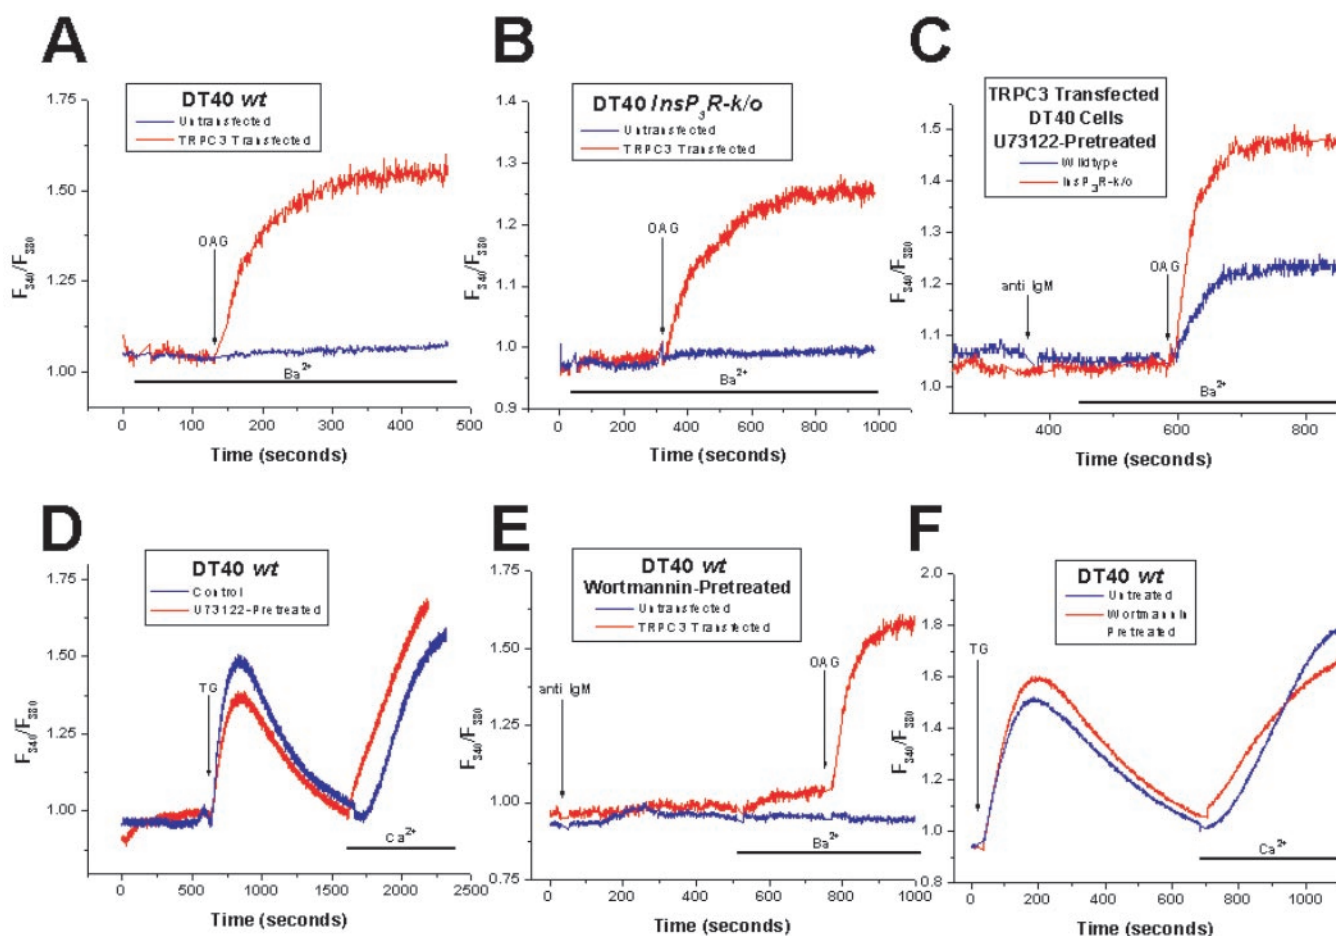 A
DT40 wt
Untransfected
TRPC3 Transfected
F340/F380
1.75
1.50
1.25
1.00
OAG
Ba2+
0 100 200 300 400 500
Time (seconds)
B
DT40 InsP3R-k/o
Untransfected
TRPC3 Transfected
F340/F380
1.4
1.3
1.2
1.1
1.0
0.9
OAG
Ba2+
0 200 400 600 800 1000
Time (seconds)
C
TRPC3 Transfected
DT40 Cells
U73122-Pretreated
Wildtype
InsP3R-k/o
F340/F380
1.5
1.4
1.3
1.2
1.1
1.0
anti IgM
OAG
Ba2+
400 600 800
Time (seconds)
D
DT40 wt
Control
U73122-Pretreated
F340/F380
1.75
1.50
1.25
1.00
TG
Ca2+
0 500 1000 1500 2000 2500
Time (seconds)
E
DT40 wt
Wortmannin-Pretreated
Untransfected
TRPC3 Transfected
F340/F380
1.75
1.50
1.25
1.00
0.75
anti IgM
OAG
Ba2+
0 200 400 600 800 1000
Time (seconds)
F
DT40 wt
Untreated
Wortmannin
Pretreated
F340/F380
2.0
1.8
1.6
1.4
1.2
1.0
0.8
TG
Ca2+
0 200 400 600 800 1000
Time (seconds)